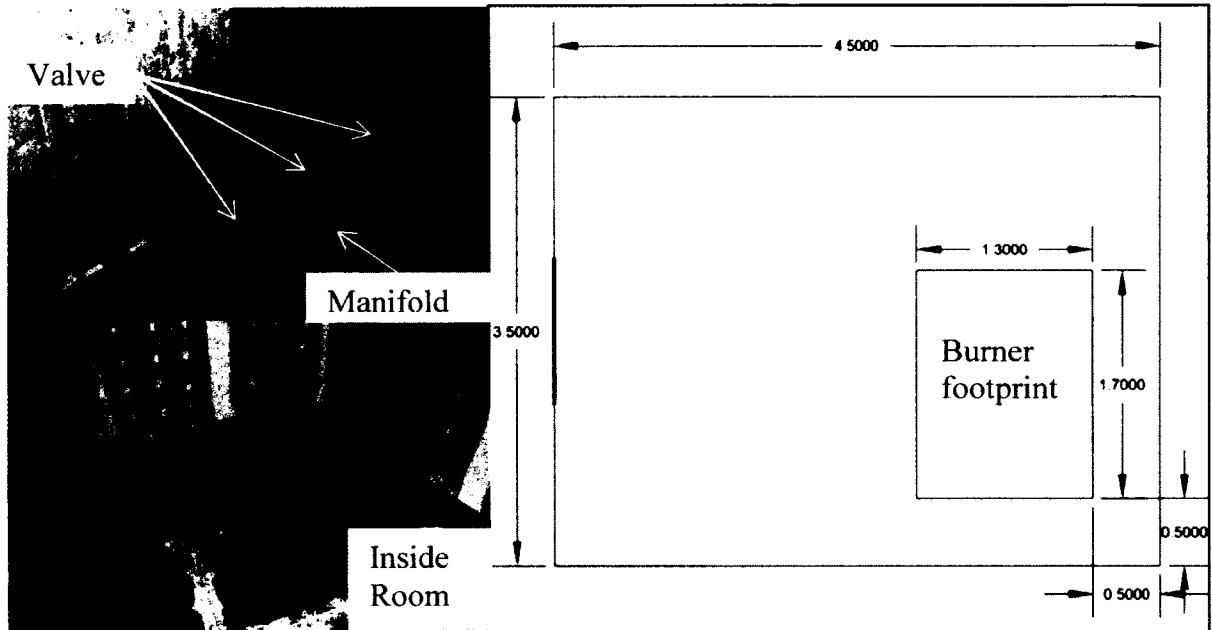 Valve
Manifold
Inside
Room
4 5000
3 5000
1 3000
Burner
footprint
1.7000
0 5000
0 5000